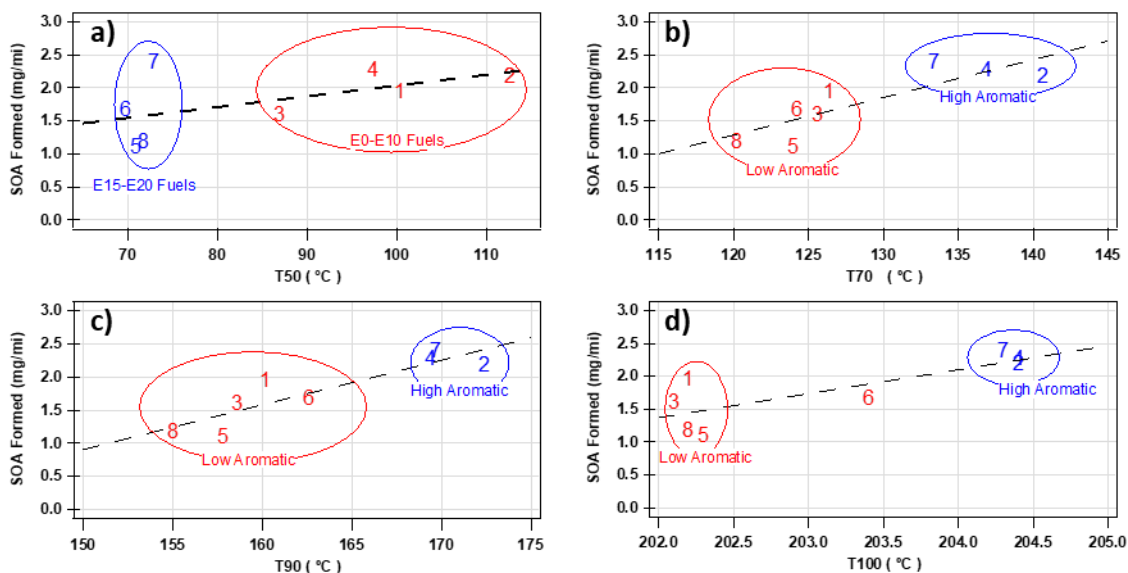 a)
SOA Formed (mg/mi)
3.0
2.5
2.0
1.5
1.0
0.5
0.0
7
6
5
8
E15-E20 Fuels
4
2
1
3
E0-E10 Fuels
70 80 90 100 110
T50 ( °C )
b)
SOA Formed (mg/mi)
3.0
2.5
2.0
1.5
1.0
0.5
0.0
7 4 2
High Aromatic
1
6 3
8 5
Low Aromatic
115 120 125 130 135 140 145
T70 ( °C )
c)
SOA Formed (mg/mi)
3.0
2.5
2.0
1.5
1.0
0.5
0.0
7
4 2
High Aromatic
1
3 6
8 5
Low Aromatic
150 155 160 165 170 175
T90 ( °C )
d)
SOA Formed (mg/mi)
3.0
2.5
2.0
1.5
1.0
0.5
0.0
7 4
2
High Aromatic
1
3 6
8 5
Low Aromatic
202.0 202.5 203.0 203.5 204.0 204.5 205.0
T100 ( °C )